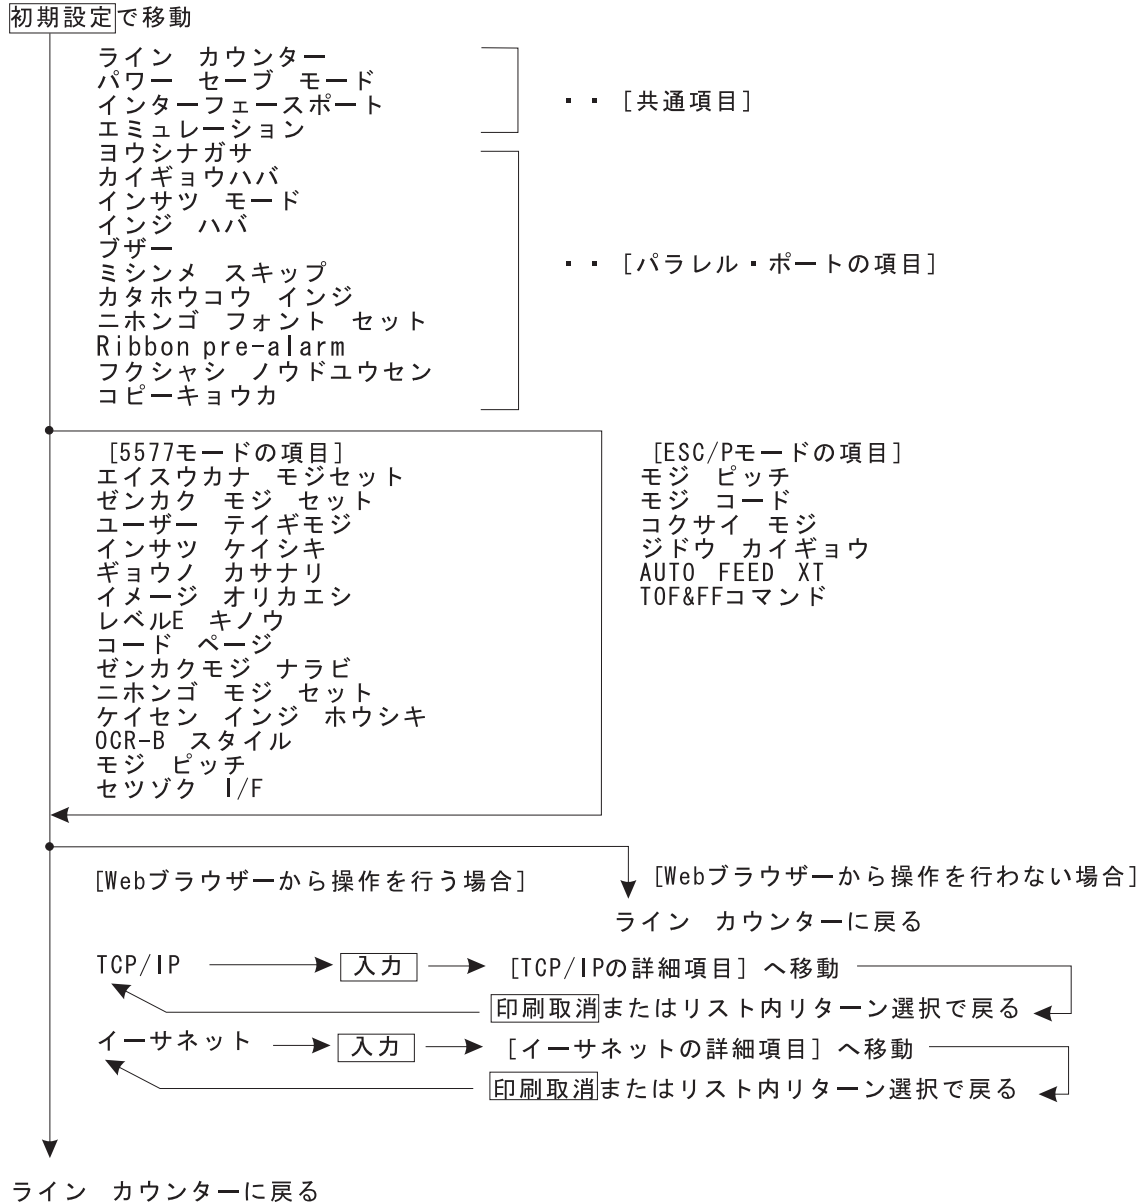 初期設定で移動
ライン カウンター
パワー セーブ モード
インターフェースポート
・・ [共通項目]
エミュレーション
ヨウシナガサ
カイギョウハバ
インサツ モード
インジ ハバ
ブザー
ミシンメ スキップ
・・ [パラレル・ポートの項目]
カタホウコウ インジ
ニホンゴ フォント セット
Ribbon pre-alarm
フクシャシ ノウドユウセン
コピーキョウカ
[5577モードの項目]
エイスウカナ モジセット
ゼンカク モジ セット
ユーザー テイギモジ
インサツ ケイシキ
ギョウノ カサナリ
イメージ オリカエシ
レベルE キノウ
コード ページ
ゼンカクモジ ナラビ
ニホンゴ モジ セット
ケイセン インジ ホウシキ
OCR-B スタイル
モジ ピッチ
セツゾク I/F
[ESC/Pモードの項目]
モジ ピッチ
モジ コード
コクサイ モジ
ジドウ カイギョウ
AUTO FEED XT
TOF&FFコマンド
[Webブラウザーから操作を行う場合]
[Webブラウザーから操作を行わない場合]
ライン カウンターに戻る
TCP/IP 入力 [TCP/IPの詳細項目] へ移動
印刷取消またはリスト内リターン選択で戻る
イーサネット 入力 [イーサネットの詳細項目] へ移動
印刷取消またはリスト内リターン選択で戻る
ライン カウンターに戻る